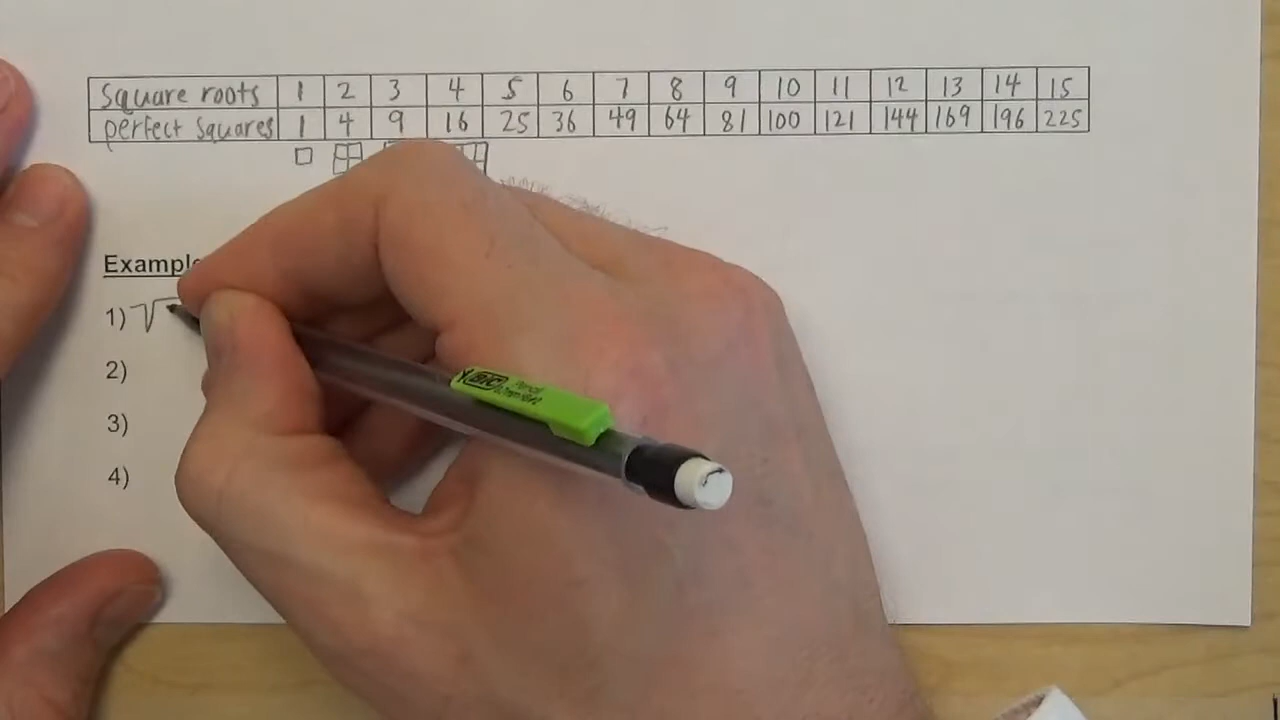 Square roots 1 2 3 4 5 6 7 8 9 10 11 12 13 14 15
perfect squares 1 4 9 16 25 36 49 64 81 100 121 144 169 196 225
Example
1) √
2)
3)
4)
BIC